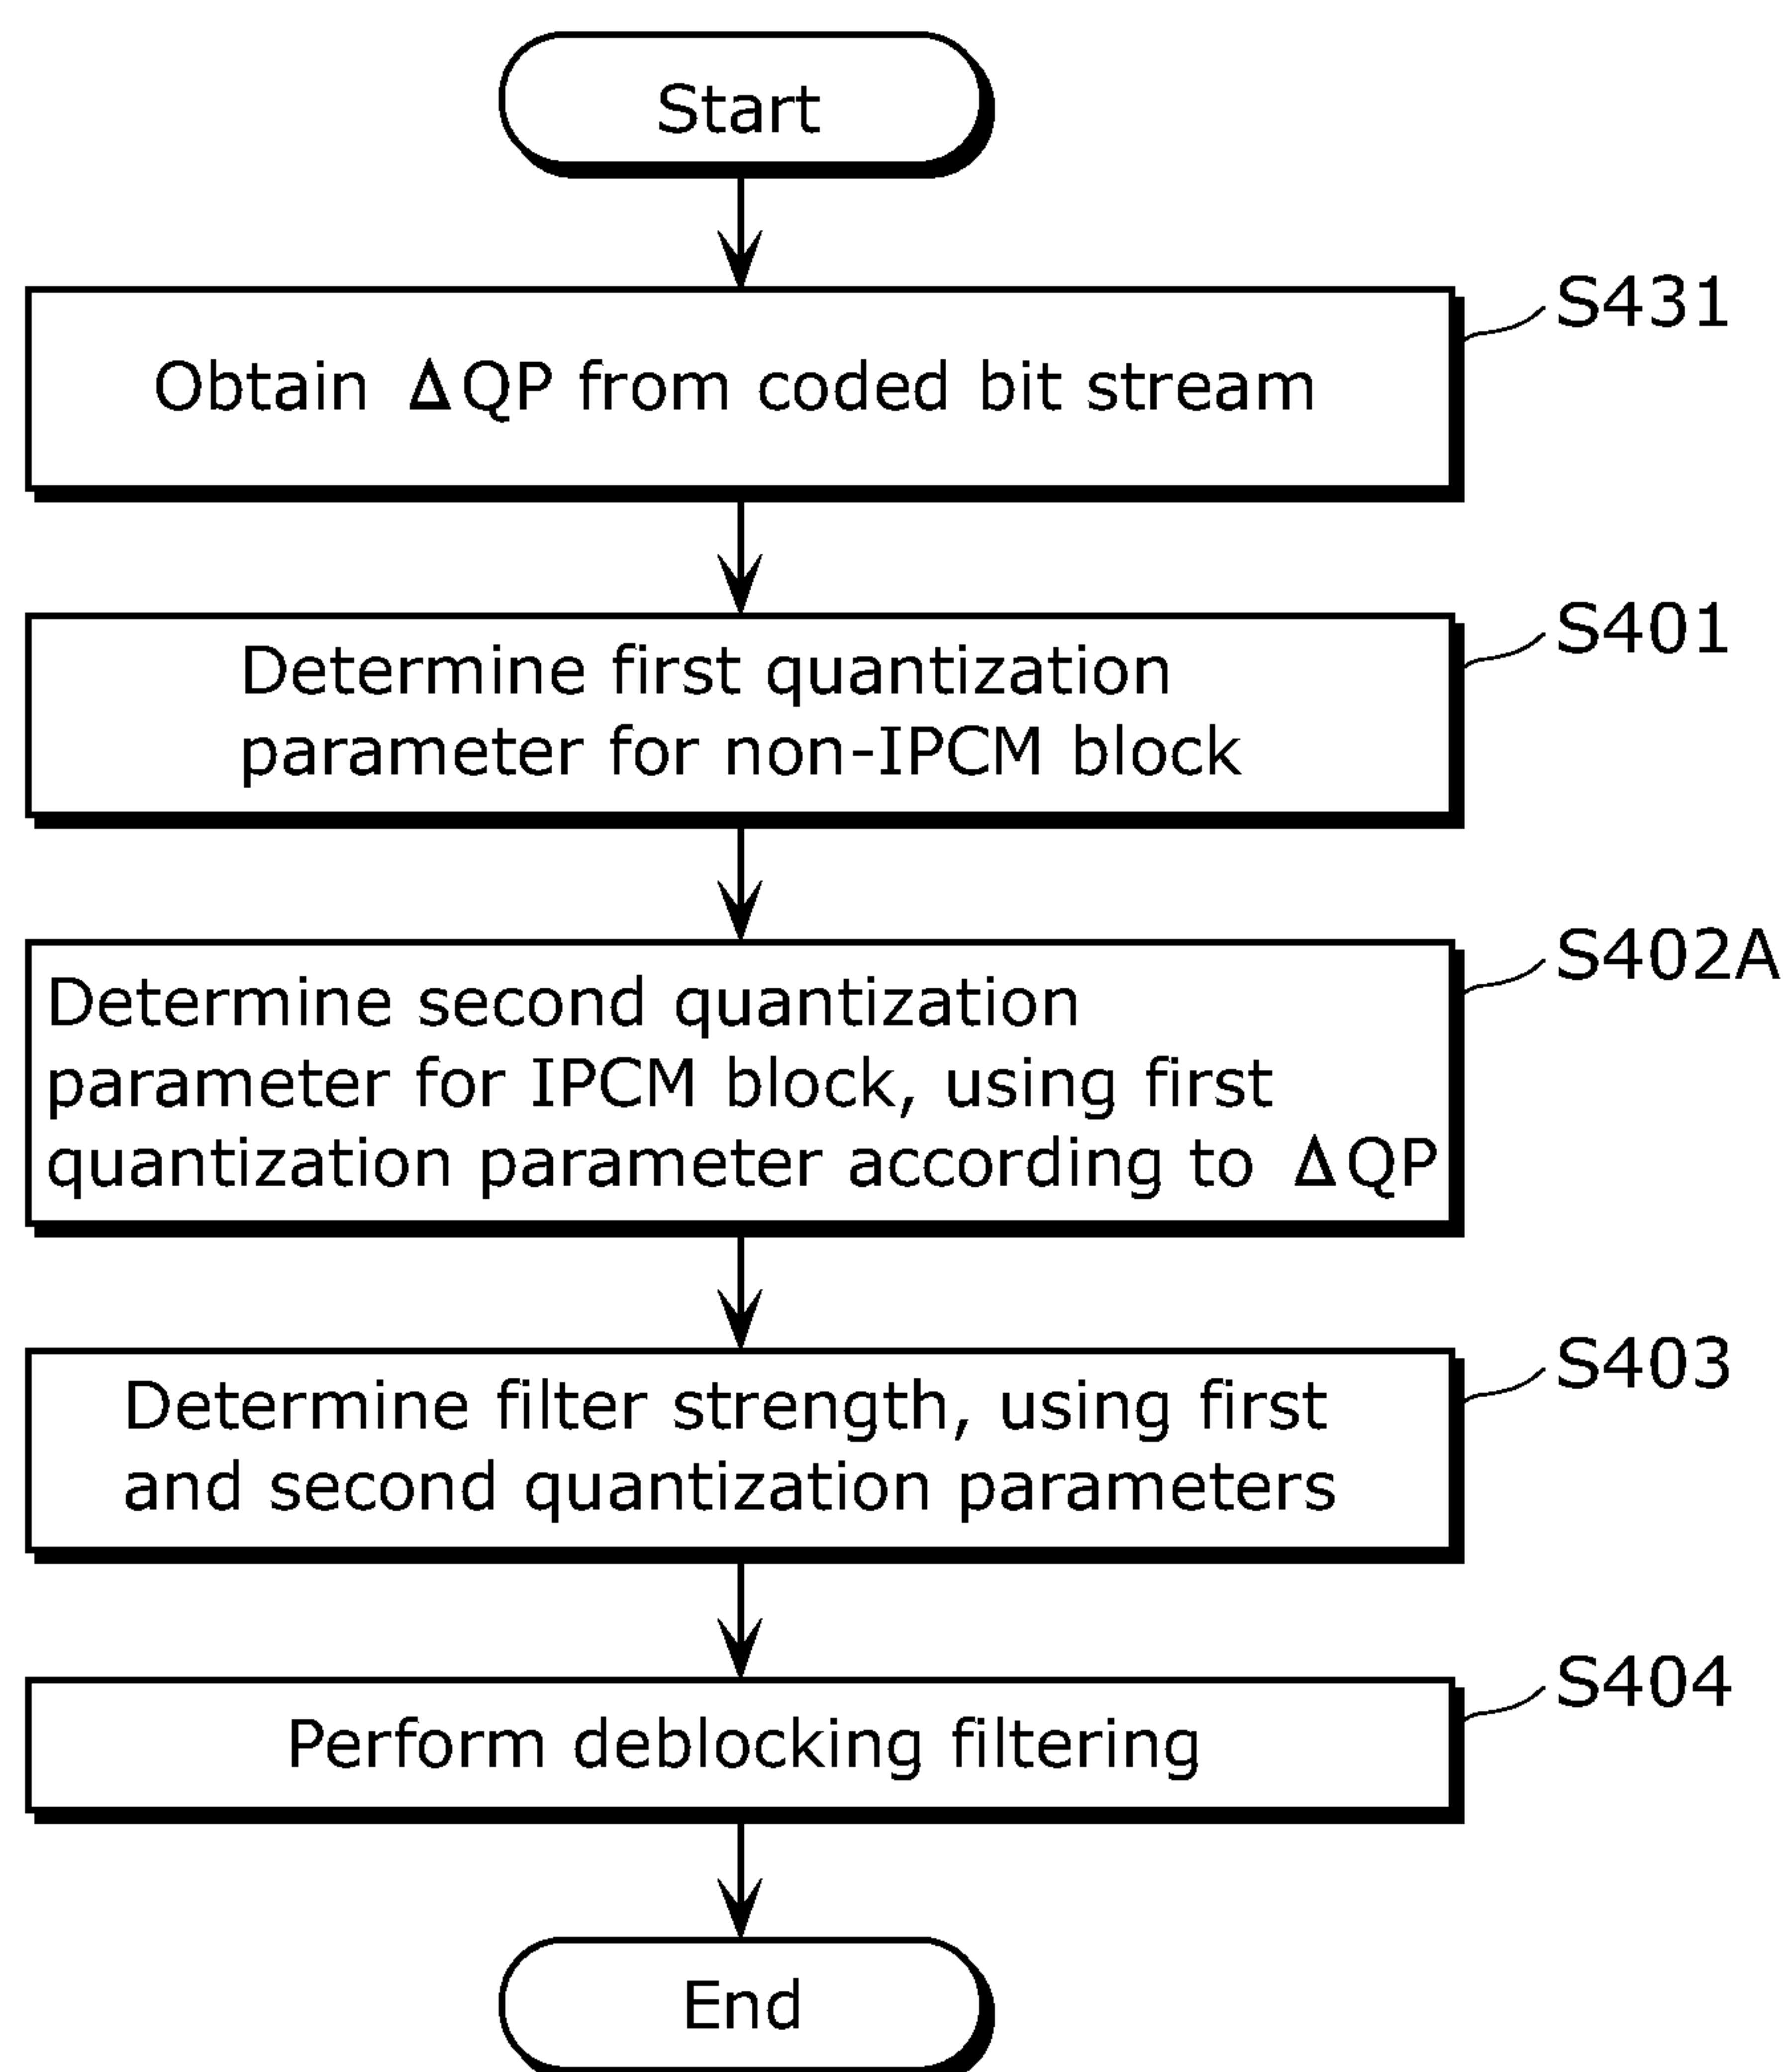 Start
S431
Obtain ΔQP from coded bit stream
S401
Determine first quantization
parameter for non-IPCM block
S402A
Determine second quantization
parameter for IPCM block, using first
quantization parameter according to ΔQP
S403
Determine filter strength, using first
and second quantization parameters
S404
Perform deblocking filtering
End